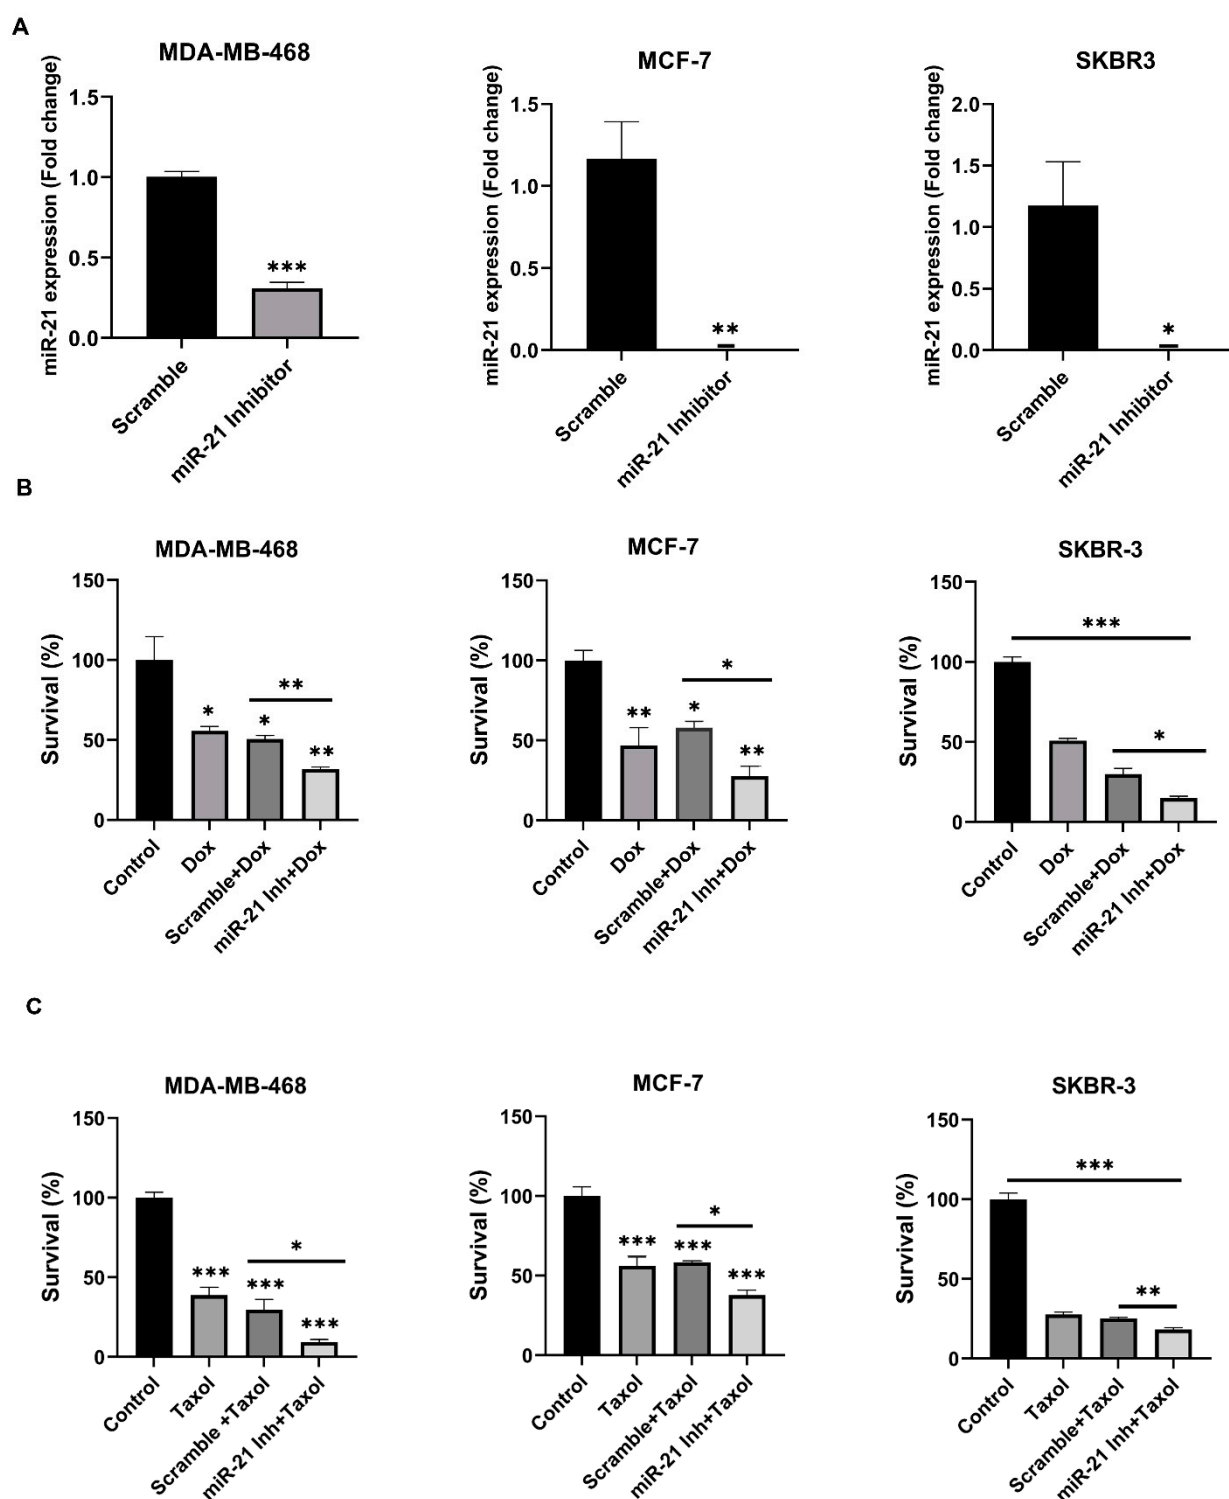 A
MDA-MB-468
miR-21 expression (Fold change)
1.5
1.0
0.5
0.0
***
Scramble
miR-21 Inhibitor
MCF-7
miR-21 expression (Fold change)
1.5
1.0
0.5
0.0
**
Scramble
miR-21 Inhibitor
SKBR3
miR-21 expression (Fold change)
2.0
1.5
1.0
0.5
0.0
*
Scramble
miR-21 Inhibitor
B
MDA-MB-468
Survival (%)
150
100
50
0
**
*
*
**
Control
Dox
Scramble+Dox
miR-21 Inh+Dox
MCF-7
Survival (%)
150
100
50
0
*
**
*
**
Control
Dox
Scramble+Dox
miR-21 Inh+Dox
SKBR-3
Survival (%)
150
100
50
0
***
*
Control
Dox
Scramble+Dox
miR-21 Inh+Dox
C
MDA-MB-468
Survival (%)
150
100
50
0
*
***
***
***
Control
Taxol
Scramble +Taxol
miR-21 Inh+Taxol
MCF-7
Survival (%)
150
100
50
0
*
***
***
***
Control
Taxol
Scramble+Taxol
miR-21 Inh+Taxol
SKBR-3
Survival (%)
150
100
50
0
***
**
Control
Taxol
Scramble+Taxol
miR-21 Inh+Taxol